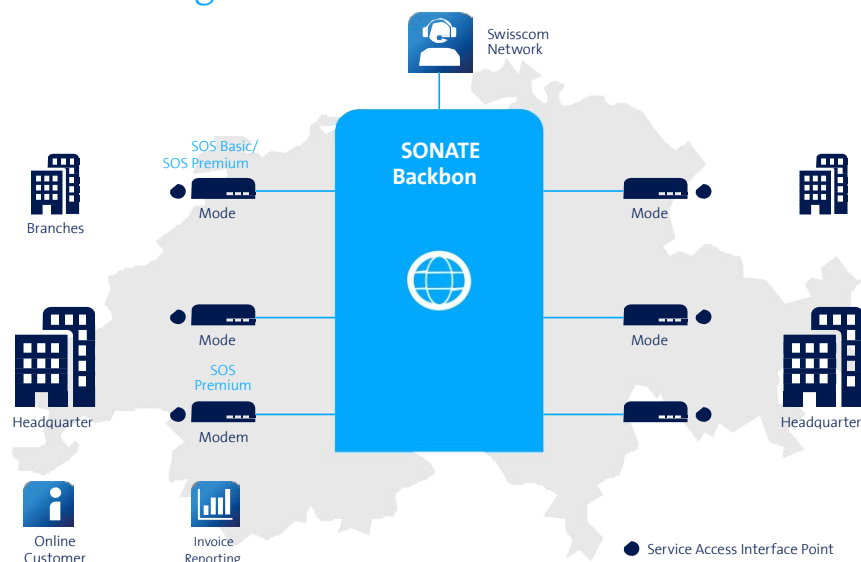 Swisscom
Network
SONATE
Backbon
SOS Basic/
SOS Premium
Mode
Mode
Branches
Mode
Mode
SOS
Premium
Headquarter
Modem
Headquarter
Online
Customer
Invoice
Reporting
Service Access Interface Point